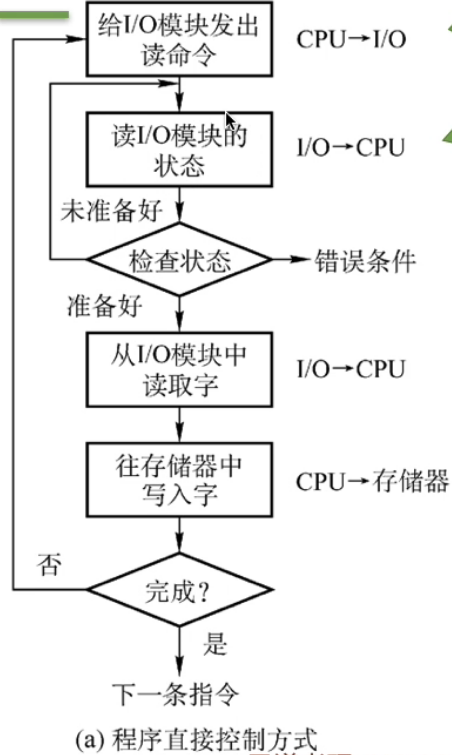 给I/O模块发出
读命令
CPU→I/O
读I/O模块的
状态
I/O→CPU
未准备好
检查状态
错误条件
准备好
从I/O模块中
读取字
I/O→CPU
往存储器中
写入字
CPU→存储器
否
完成？
是
下一条指令
(a) 程序直接控制方式